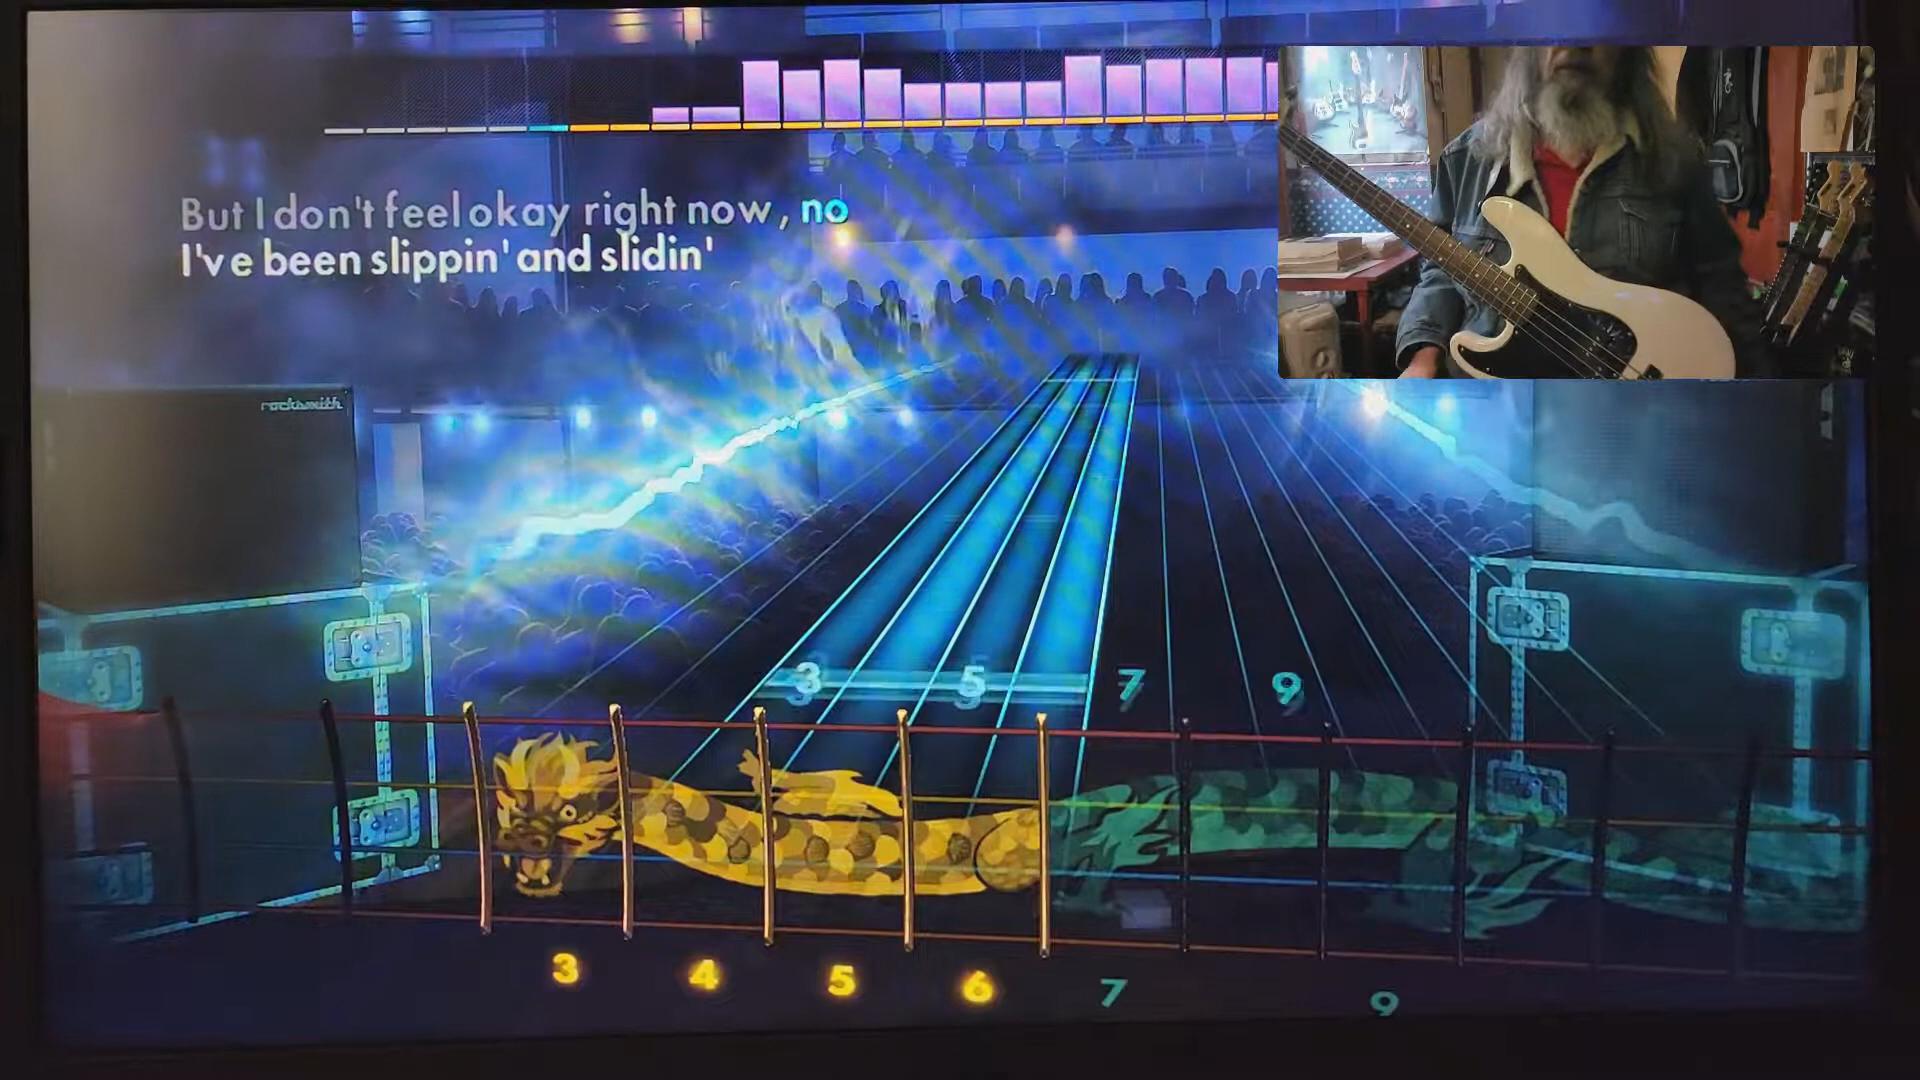 But I don't feel okay right now, no
I've been slippin' and slidin'
rocksmith
3 5 7 9
3 4 5 6 7 9